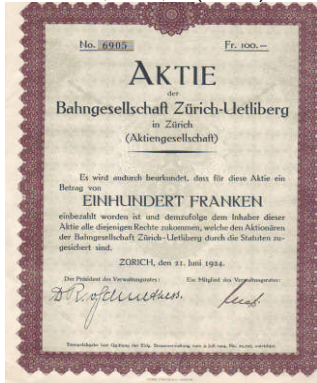 No. 6905 Fr. 100.—
AKTIE
der
Bahngesellschaft Zürich-Uetliberg
in Zürich
(Aktiengesellschaft)
Es wird andurch beurkundet, dass für diese Aktie ein
Betrag von
EINHUNDERT FRANKEN
einbezahlt worden ist und demzufolge dem Inhaber dieser
Aktie alle diejenigen Rechte zukommen, welche den Aktionären
der Bahngesellschaft Zürich-Uetliberg durch die Statuten zu-
gesichert sind.
ZÜRICH, den 21. Juni 1924.
Der Präsident des Verwaltungsrates: Ein Mitglied des Verwaltungsrates: